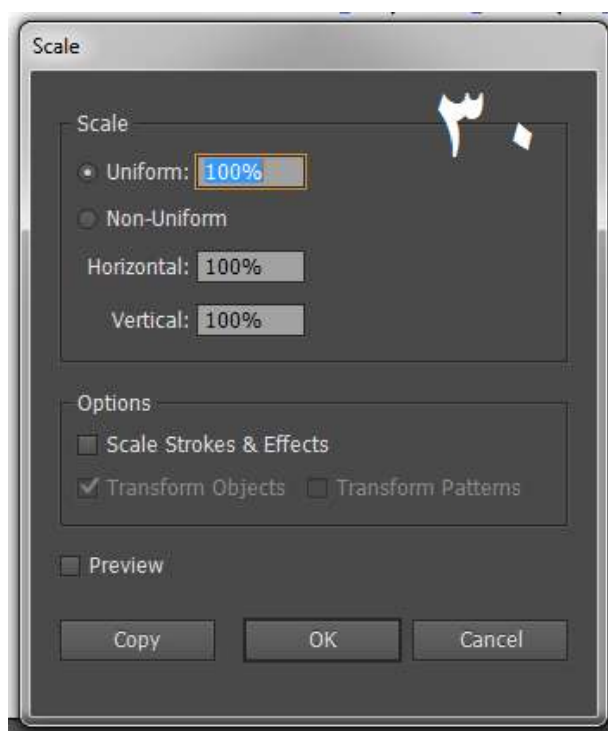 Scale
٣٠
Scale
Uniform: 100%
Non-Uniform
Horizontal: 100%
Vertical: 100%
Options
Scale Strokes & Effects
Transform Objects Transform Patterns
Preview
Copy OK Cancel